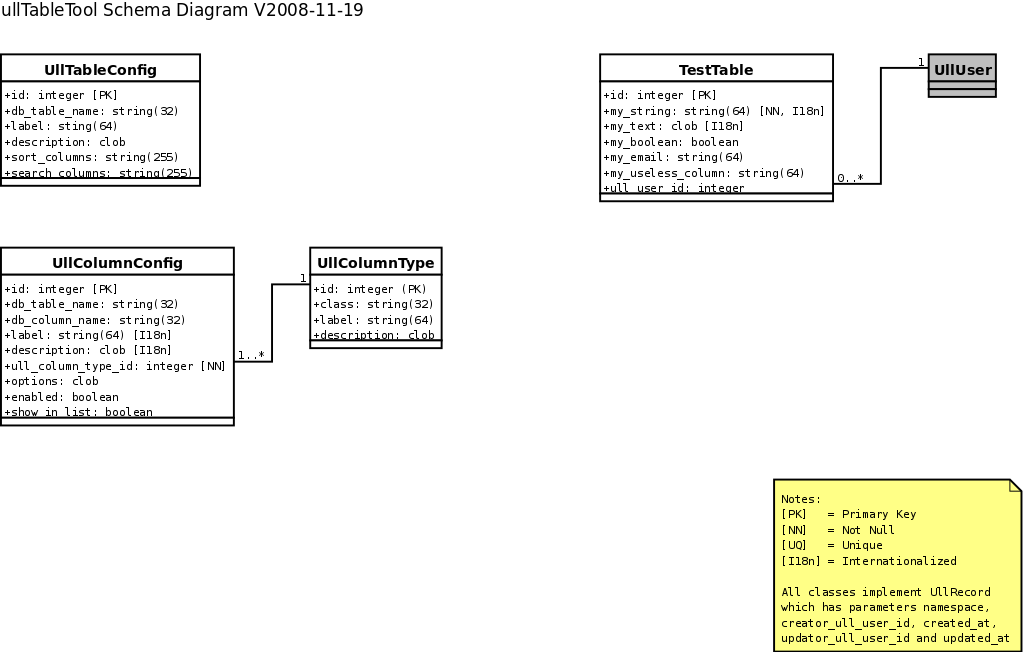 ullTableTool Schema Diagram V2008-11-19
UllTableConfig
+id: integer [PK]
+db_table_name: string(32)
+label: sting(64)
+description: clob
+sort_columns: string(255)
+search_columns: string(255)
TestTable
+id: integer [PK]
+my_string: string(64) [NN, I18n]
+my_text: clob [I18n]
+my_boolean: boolean
+my_email: string(64)
+my_useless_column: string(64)
+ull_user_id: integer
0..*
1
UllUser
UllColumnConfig
+id: integer [PK]
+db_table_name: string(32)
+db_column_name: string(32)
+label: string(64) [I18n]
+description: clob [I18n]
+ull_column_type_id: integer [NN]
+options: clob
+enabled: boolean
+show_in_list: boolean
1..*
1
UllColumnType
+id: integer (PK)
+class: string(32)
+label: string(64)
+description: clob
Notes:
[PK]   = Primary Key
[NN]   = Not Null
[UQ]   = Unique
[I18n] = Internationalized
All classes implement UllRecord
which has parameters namespace,
creator_ull_user_id, created_at,
updator_ull_user_id and updated_at